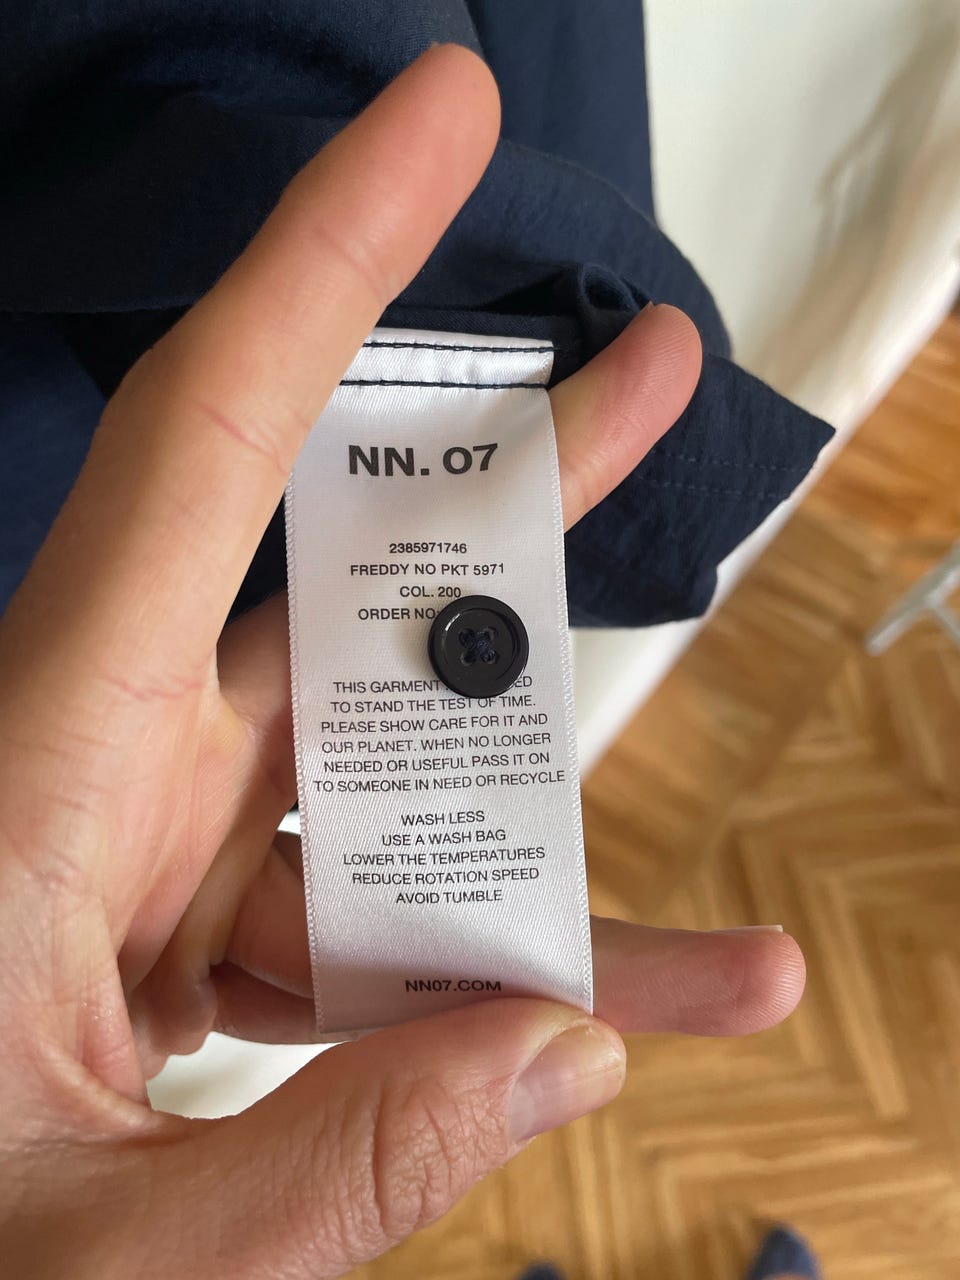 NN. 07
2385971746
FREDDY NO PKT 5971
COL. 200
ORDER NO
THIS GARMENT
TO STAND THE TEST OF TIME.
PLEASE SHOW CARE FOR IT AND
OUR PLANET. WHEN NO LONGER
NEEDED OR USEFUL PASS IT ON
TO SOMEONE IN NEED OR RECYCLE
WASH LESS
USE A WASH BAG
LOWER THE TEMPERATURES
REDUCE ROTATION SPEED
AVOID TUMBLE
NN07.COM